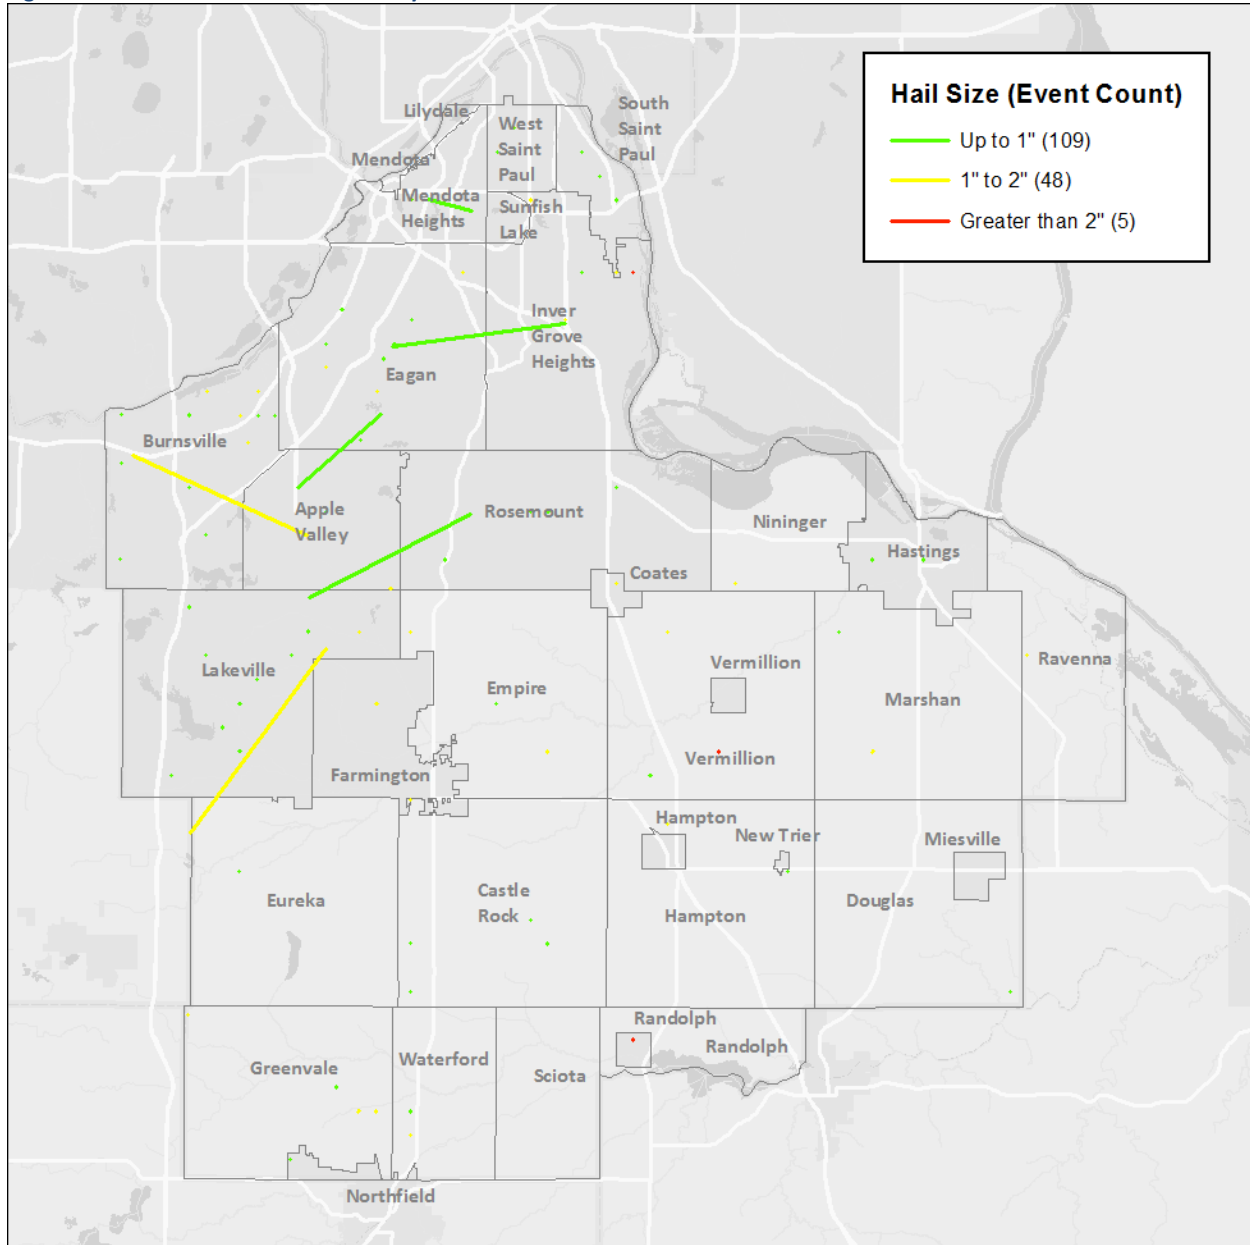 Hail Size (Event Count)
Up to 1" (109)
1" to 2" (48)
Greater than 2" (5)
Lilydale
South
Saint
Paul
West
Saint
Paul
Mendota
Mendota
Heights
Sunfish
Lake
Inver
Grove
Heights
Eagan
Burnsville
Apple
Valley
Rosemount
Nininger
Hastings
Coates
Lakeville
Empire
Vermillion
Ravenna
Marshan
Vermillion
Farmington
Hampton
New Trier
Miesville
Eureka
Castle
Rock
Hampton
Douglas
Randolph
Randolph
Greenvale
Waterford
Sciota
Northfield